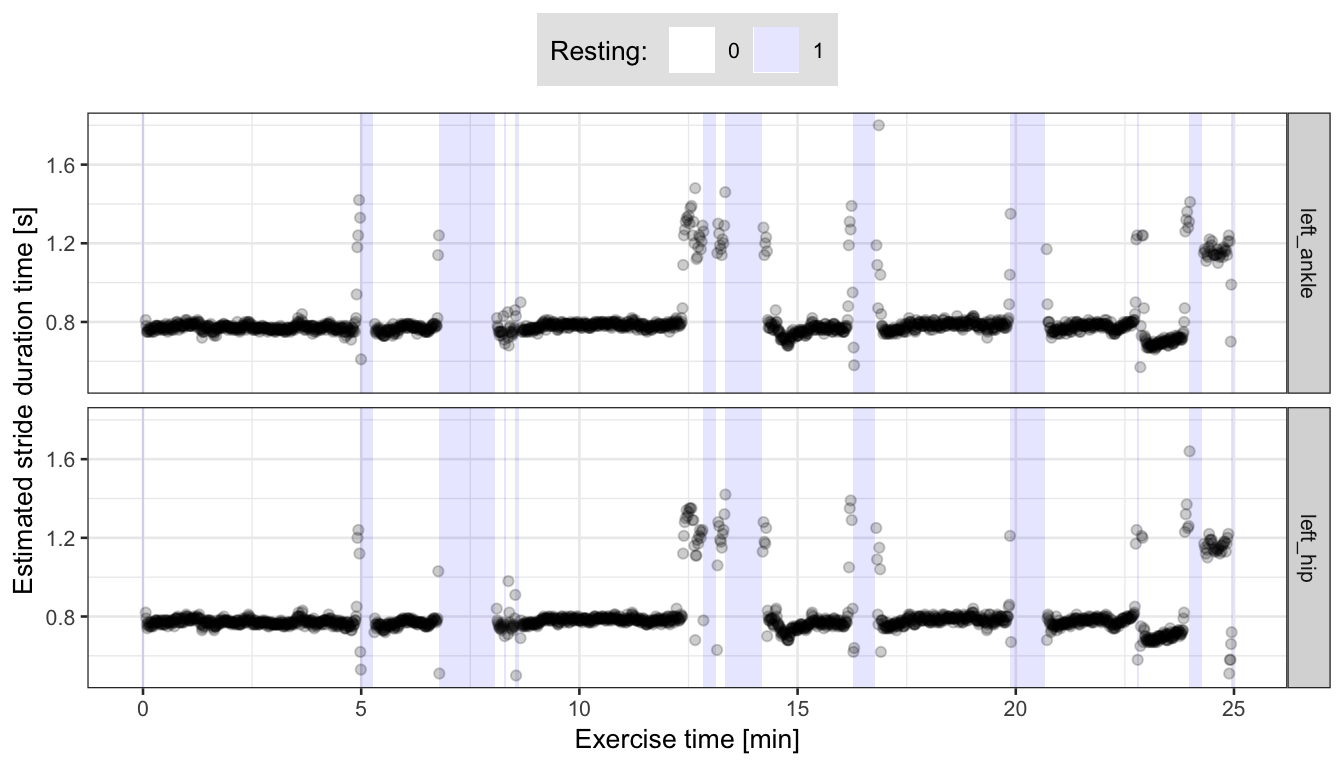 Resting: 0 1
Estimated stride duration time [s]
1.6
1.2
0.8
left_ankle
1.6
1.2
0.8
left_hip
0 5 10 15 20 25
Exercise time [min]